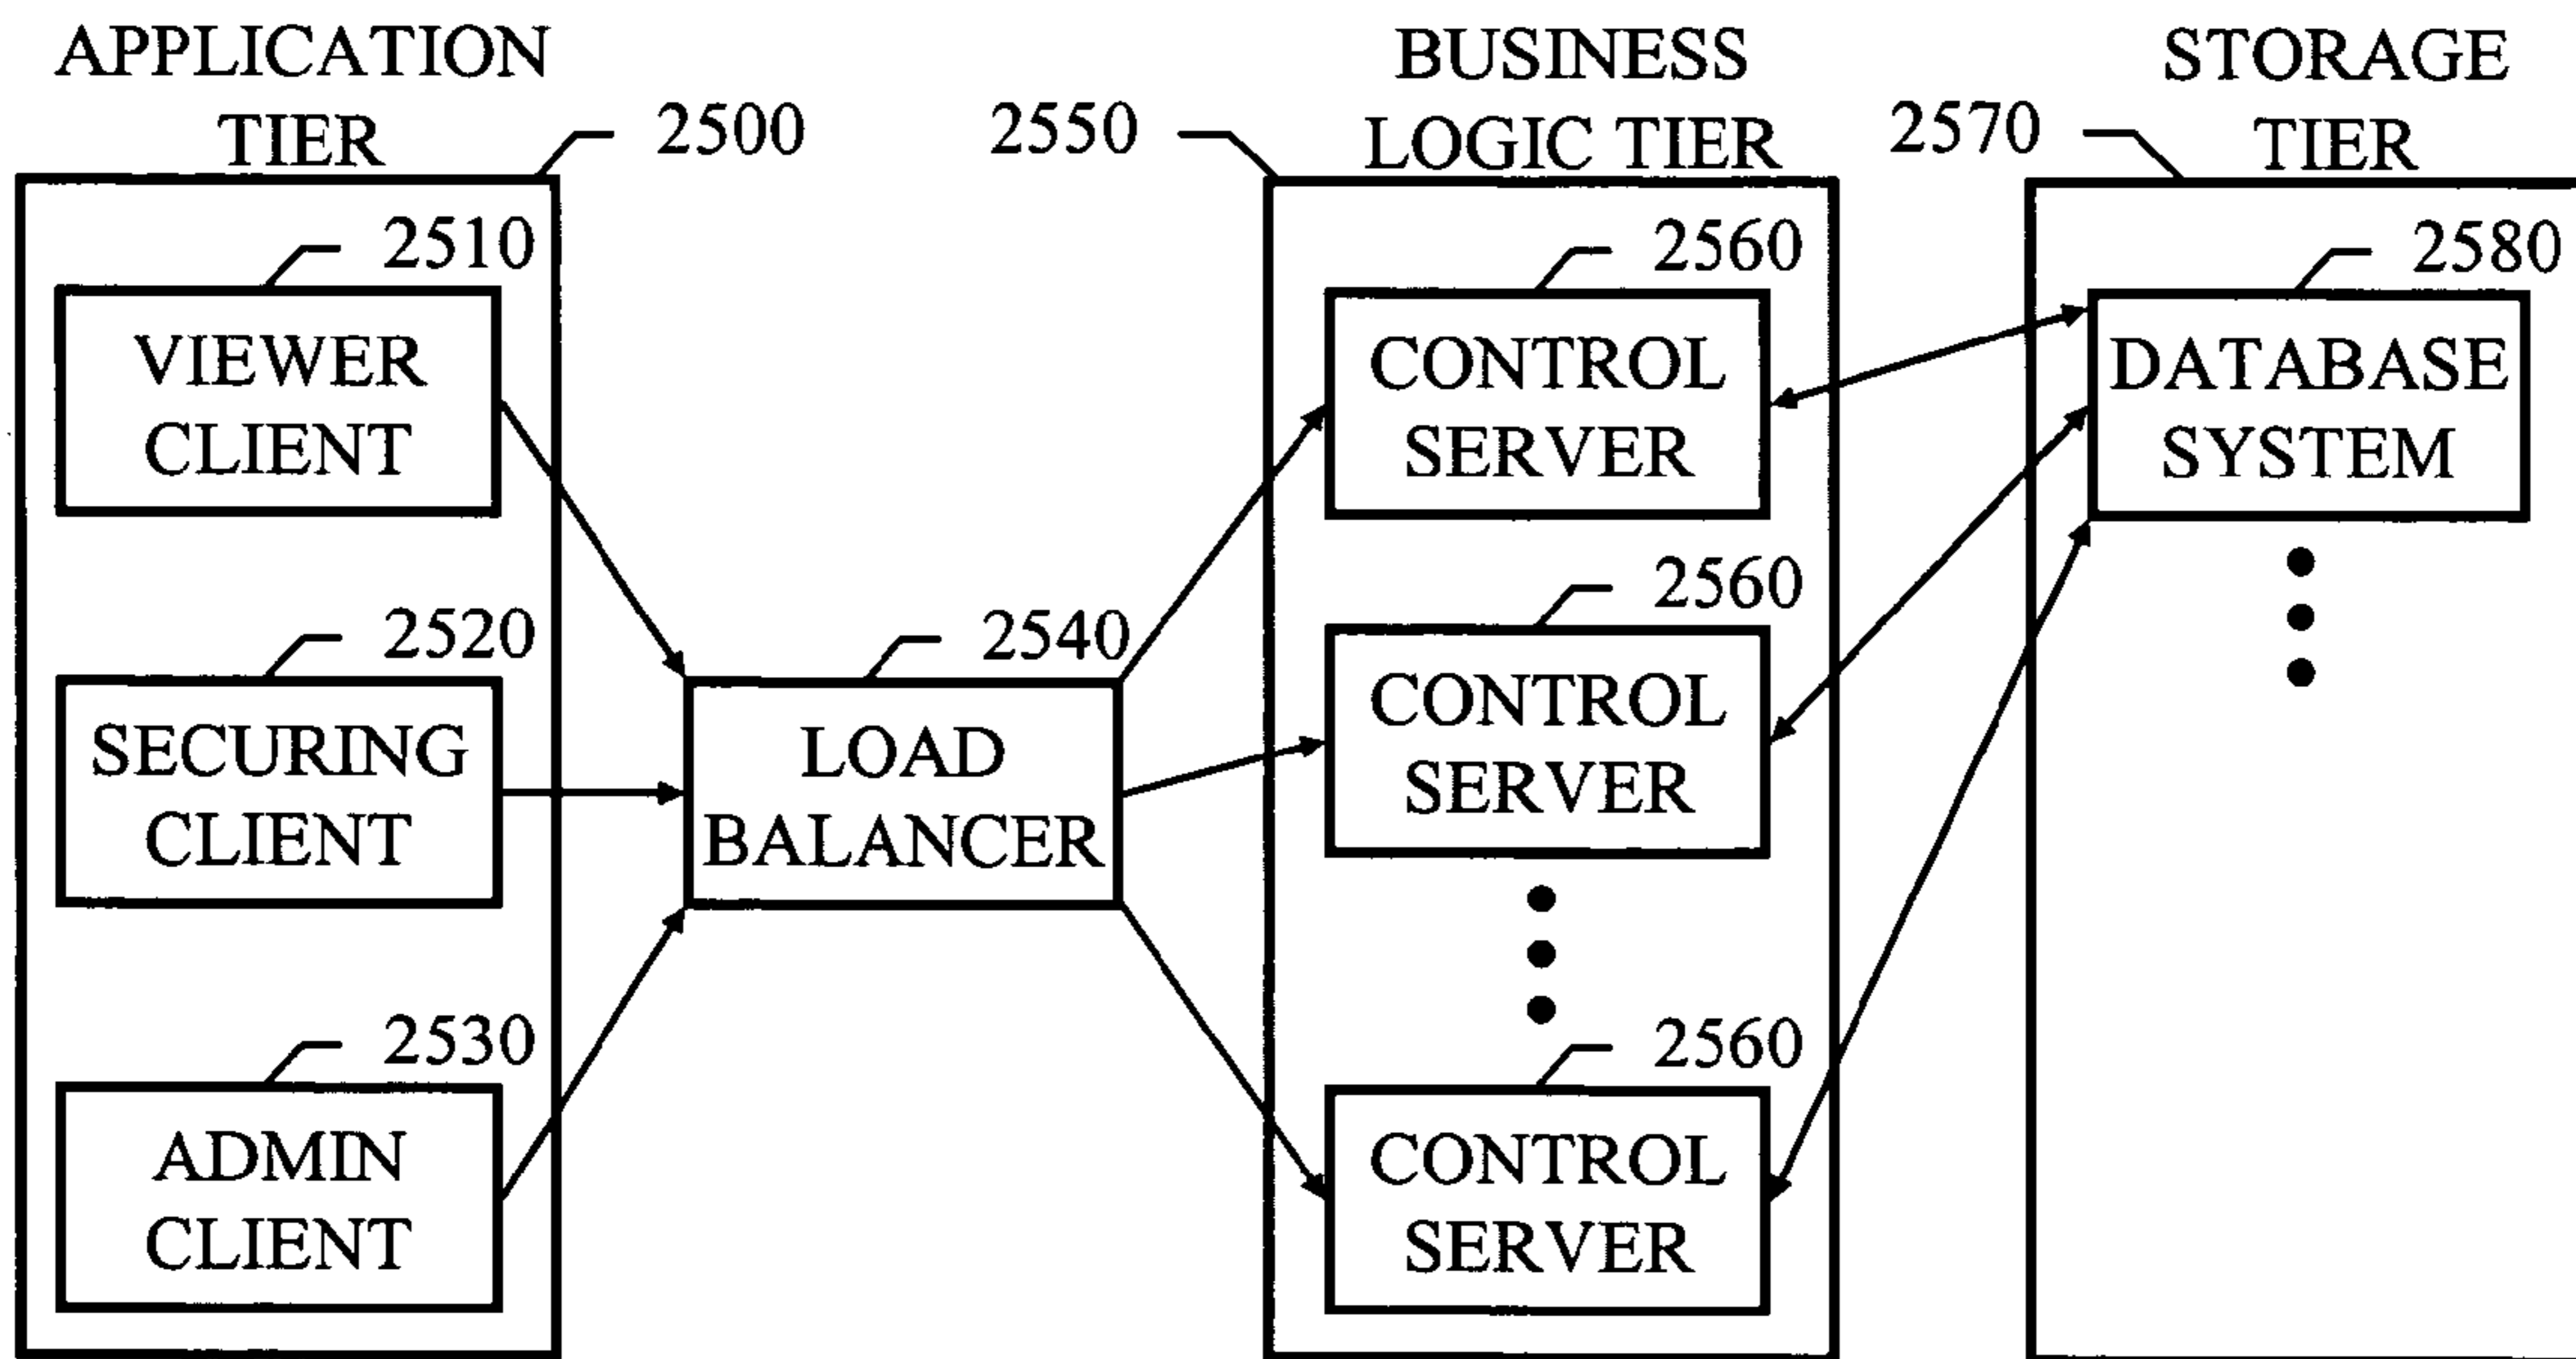 APPLICATION
TIER
2500
2510
VIEWER
CLIENT
2520
SECURING
CLIENT
2530
ADMIN
CLIENT
2540
LOAD
BALANCER
BUSINESS
LOGIC TIER
2550
2560
CONTROL
SERVER
2560
CONTROL
SERVER
2560
CONTROL
SERVER
STORAGE
TIER
2570
2580
DATABASE
SYSTEM